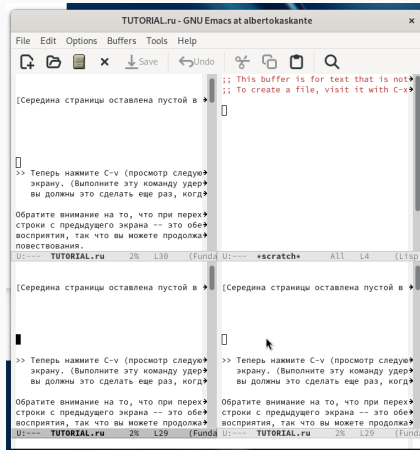 TUTORIAL.ru - GNU Emacs at albertokaskante
×
File Edit Options Buffers Tools Help
Save Undo
[Середина страницы оставлена пустой в
>> Теперь нажмите C-v (просмотр следую
экрану. (Выполните эту команду удер
вы должны это сделать еще раз, когд
Обратите внимание на то, что при перех
строки с предыдущего экрана -- это обе
восприятия, так что вы можете продолжа
повествования.
U:--- TUTORIAL.ru 2% L30 (Funda
;; This buffer is for text that is not
;; To create a file, visit it with C-x
U:--- *scratch* All L4 (Lisp
[Середина страницы оставлена пустой в
>> Теперь нажмите C-v (просмотр следую
экрану. (Выполните эту команду удер
вы должны это сделать еще раз, когд
Обратите внимание на то, что при перех
строки с предыдущего экрана -- это обе
восприятия, так что вы можете продолжа
U:--- TUTORIAL.ru 2% L29 (Funda
[Середина страницы оставлена пустой в
>> Теперь нажмите C-v (просмотр следую
экрану. (Выполните эту команду удер
вы должны это сделать еще раз, когд
Обратите внимание на то, что при перех
строки с предыдущего экрана -- это обе
восприятия, так что вы можете продолжа
U:--- TUTORIAL.ru 2% L29 (Funda